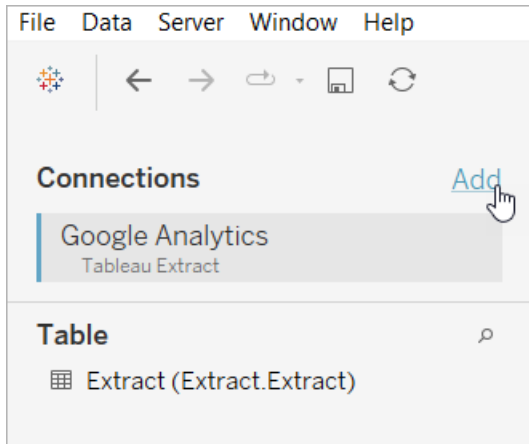 File Data Server Window Help
Connections Add
Google Analytics
Tableau Extract
Table
Extract (Extract.Extract)